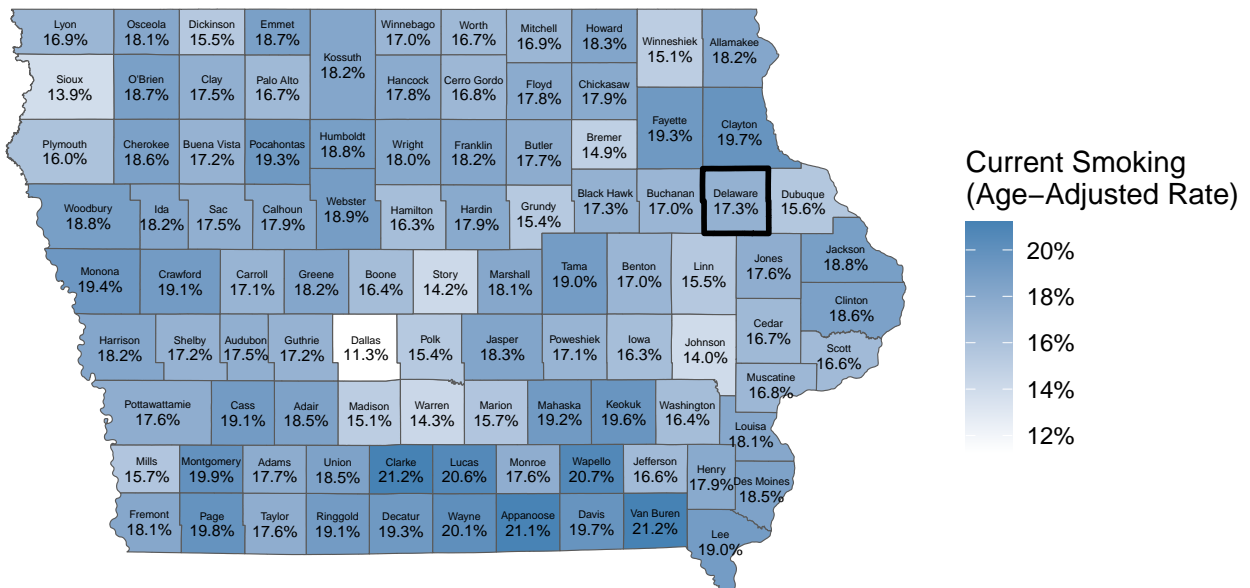 Lyon
16.9%
Osceola
18.1%
Dickinson
15.5%
Emmet
18.7%
Kossuth
18.2%
Winnebago
17.0%
Worth
16.7%
Mitchell
16.9%
Howard
18.3%
Winneshiek
15.1%
Allamakee
18.2%
Sioux
13.9%
O'Brien
18.7%
Clay
17.5%
Palo Alto
16.7%
Hancock
17.8%
Cerro Gordo
16.8%
Floyd
17.8%
Chickasaw
17.9%
Fayette
19.3%
Clayton
19.7%
Plymouth
16.0%
Cherokee
18.6%
Buena Vista
17.2%
Pocahontas
19.3%
Humboldt
18.8%
Wright
18.0%
Franklin
18.2%
Butler
17.7%
Bremer
14.9%
Woodbury
18.8%
Ida
18.2%
Sac
17.5%
Calhoun
17.9%
Webster
18.9%
Hamilton
16.3%
Hardin
17.9%
Grundy
15.4%
Black Hawk
17.3%
Buchanan
17.0%
Delaware
17.3%
Dubuque
15.6%
Monona
19.4%
Crawford
19.1%
Carroll
17.1%
Greene
18.2%
Boone
16.4%
Story
14.2%
Marshall
18.1%
Tama
19.0%
Benton
17.0%
Linn
15.5%
Jones
17.6%
Jackson
18.8%
Clinton
18.6%
Harrison
18.2%
Shelby
17.2%
Audubon
17.5%
Guthrie
17.2%
Dallas
11.3%
Polk
15.4%
Jasper
18.3%
Poweshiek
17.1%
Iowa
16.3%
Johnson
14.0%
Cedar
16.7%
Scott
16.6%
Muscatine
16.8%
Pottawattamie
17.6%
Cass
19.1%
Adair
18.5%
Madison
15.1%
Warren
14.3%
Marion
15.7%
Mahaska
19.2%
Keokuk
19.6%
Washington
16.4%
Louisa
18.1%
Mills
15.7%
Montgomery
19.9%
Adams
17.7%
Union
18.5%
Clarke
21.2%
Lucas
20.6%
Monroe
17.6%
Wapello
20.7%
Jefferson
16.6%
Henry
17.9%
Des Moines
18.5%
Fremont
18.1%
Page
19.8%
Taylor
17.6%
Ringgold
19.1%
Decatur
19.3%
Wayne
20.1%
Appanoose
21.1%
Davis
19.7%
Van Buren
21.2%
Lee
19.0%
Current Smoking
(Age−Adjusted Rate)
20%
18%
16%
14%
12%